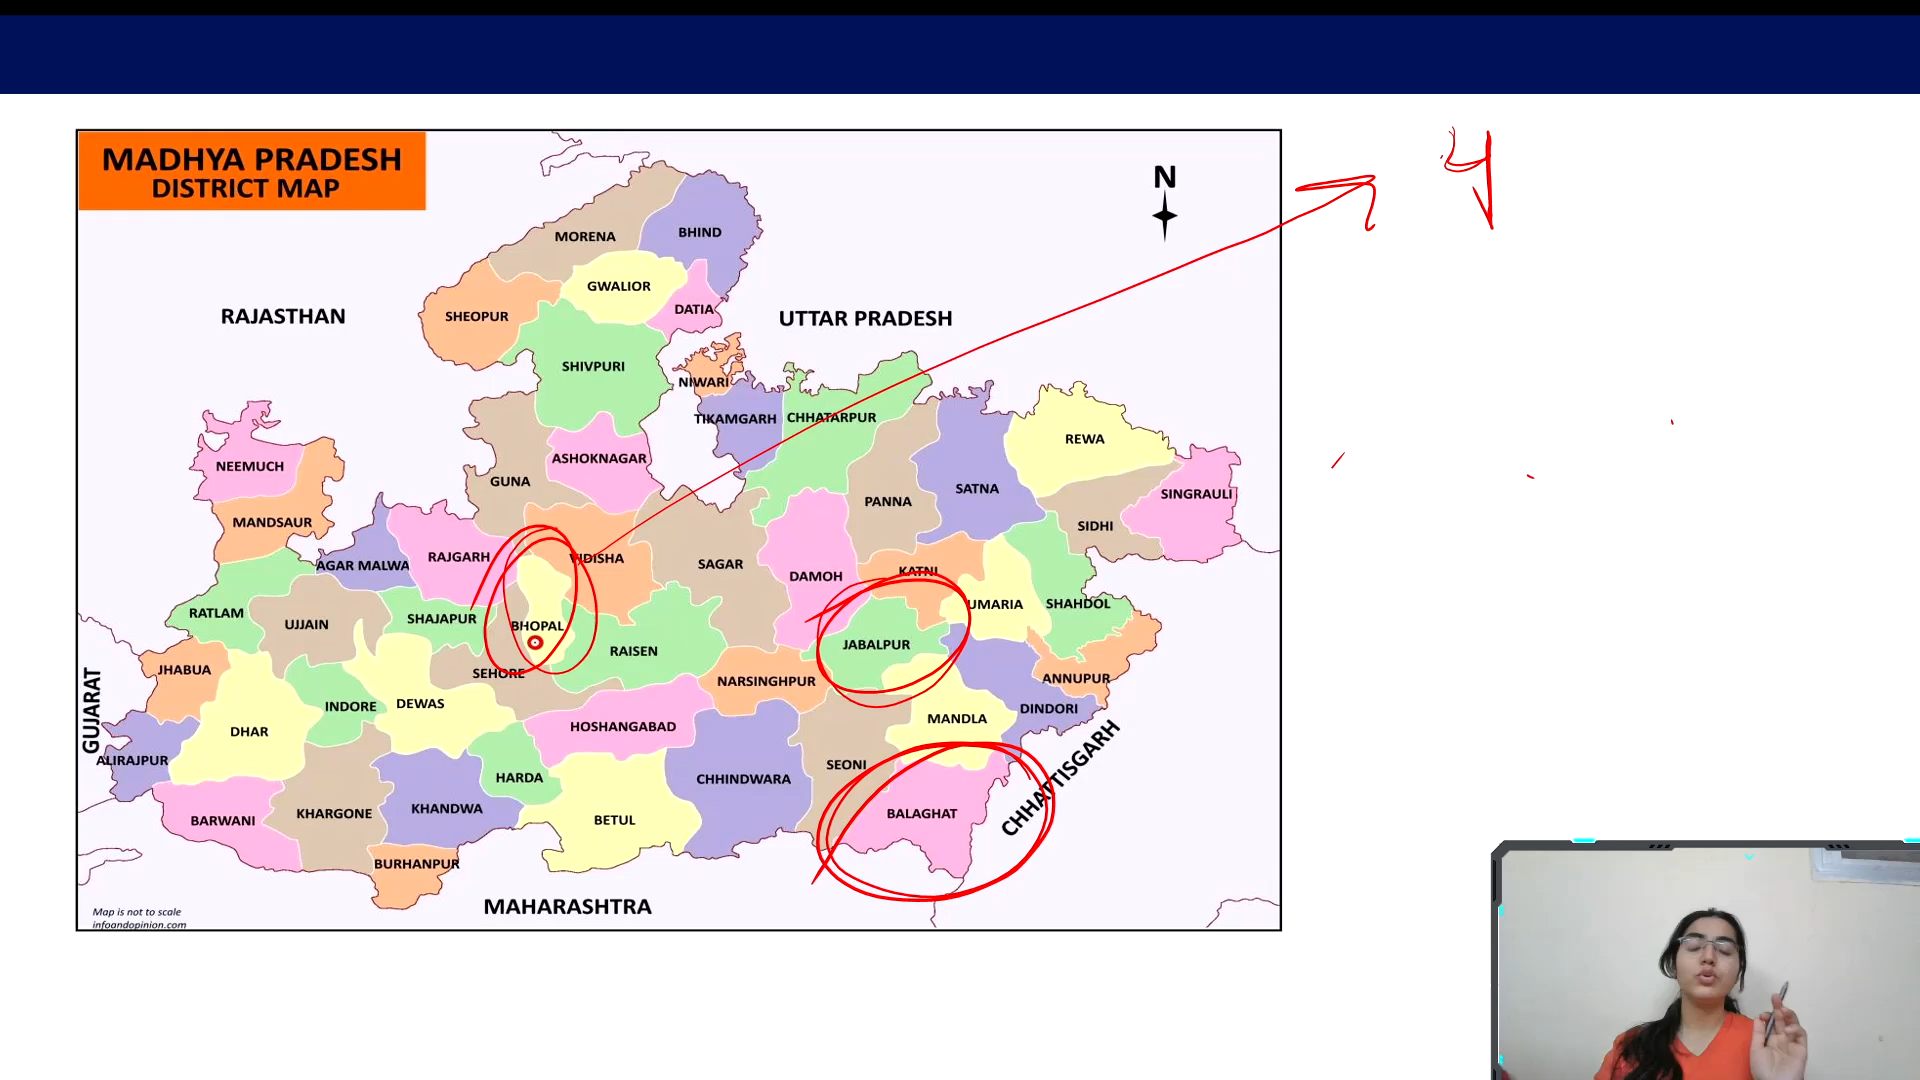 MADHYA PRADESH
DISTRICT MAP
N
MORENA
BHIND
GWALIOR
DATIA
SHEOPUR
RAJASTHAN
UTTAR PRADESH
SHIVPURI
NIWARI
TIKAMGARH
CHHATARPUR
REWA
ASHOKNAGAR
NEEMUCH
GUNA
PANNA
SATNA
SINGRAULI
MANDSAUR
SIDHI
RAJGARH
VIDISHA
AGAR MALWA
SAGAR
DAMOH
KATNI
UMARIA
SHAHDOL
RATLAM
UJJAIN
SHAJAPUR
BHOPAL
RAISEN
JABALPUR
JHABUA
SEHORE
NARSINGHPUR
ANNUPUR
GUJARAT
INDORE
DEWAS
DINDORI
DHAR
HOSHANGABAD
MANDLA
ALIRAJPUR
HARDA
CHHINDWARA
SEONI
CHHATTISGARH
BARWANI
KHARGONE
KHANDWA
BETUL
BALAGHAT
BURHANPUR
MAHARASHTRA
Map is not to scale
infoandopinion.com
4